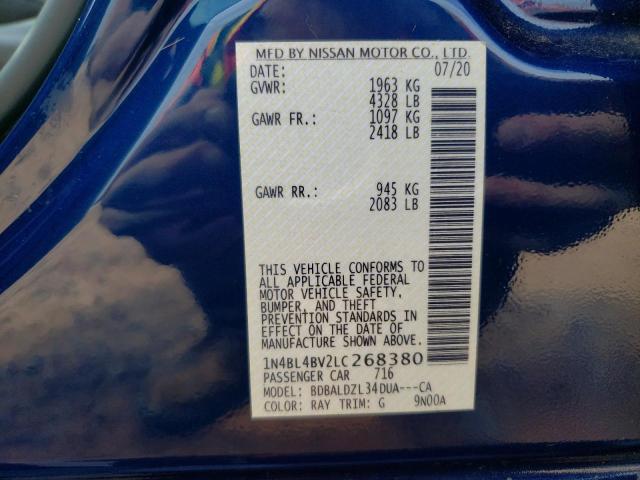 MFD BY NISSAN MOTOR CO., LTD.
DATE: 07/20
GVWR: 1963 KG
4328 LB
GAWR FR.: 1097 KG
2418 LB
GAWR RR.: 945 KG
2083 LB
THIS VEHICLE CONFORMS TO
ALL APPLICABLE FEDERAL
MOTOR VEHICLE SAFETY,
BUMPER, AND THEFT
PREVENTION STANDARDS IN
EFFECT ON THE DATE OF
MANUFACTURE SHOWN ABOVE.
1N4BL4BV2LC268380
PASSENGER CAR 716
MODEL: BDBALDZL34DUA---CA
COLOR: RAY TRIM: G 9N00A